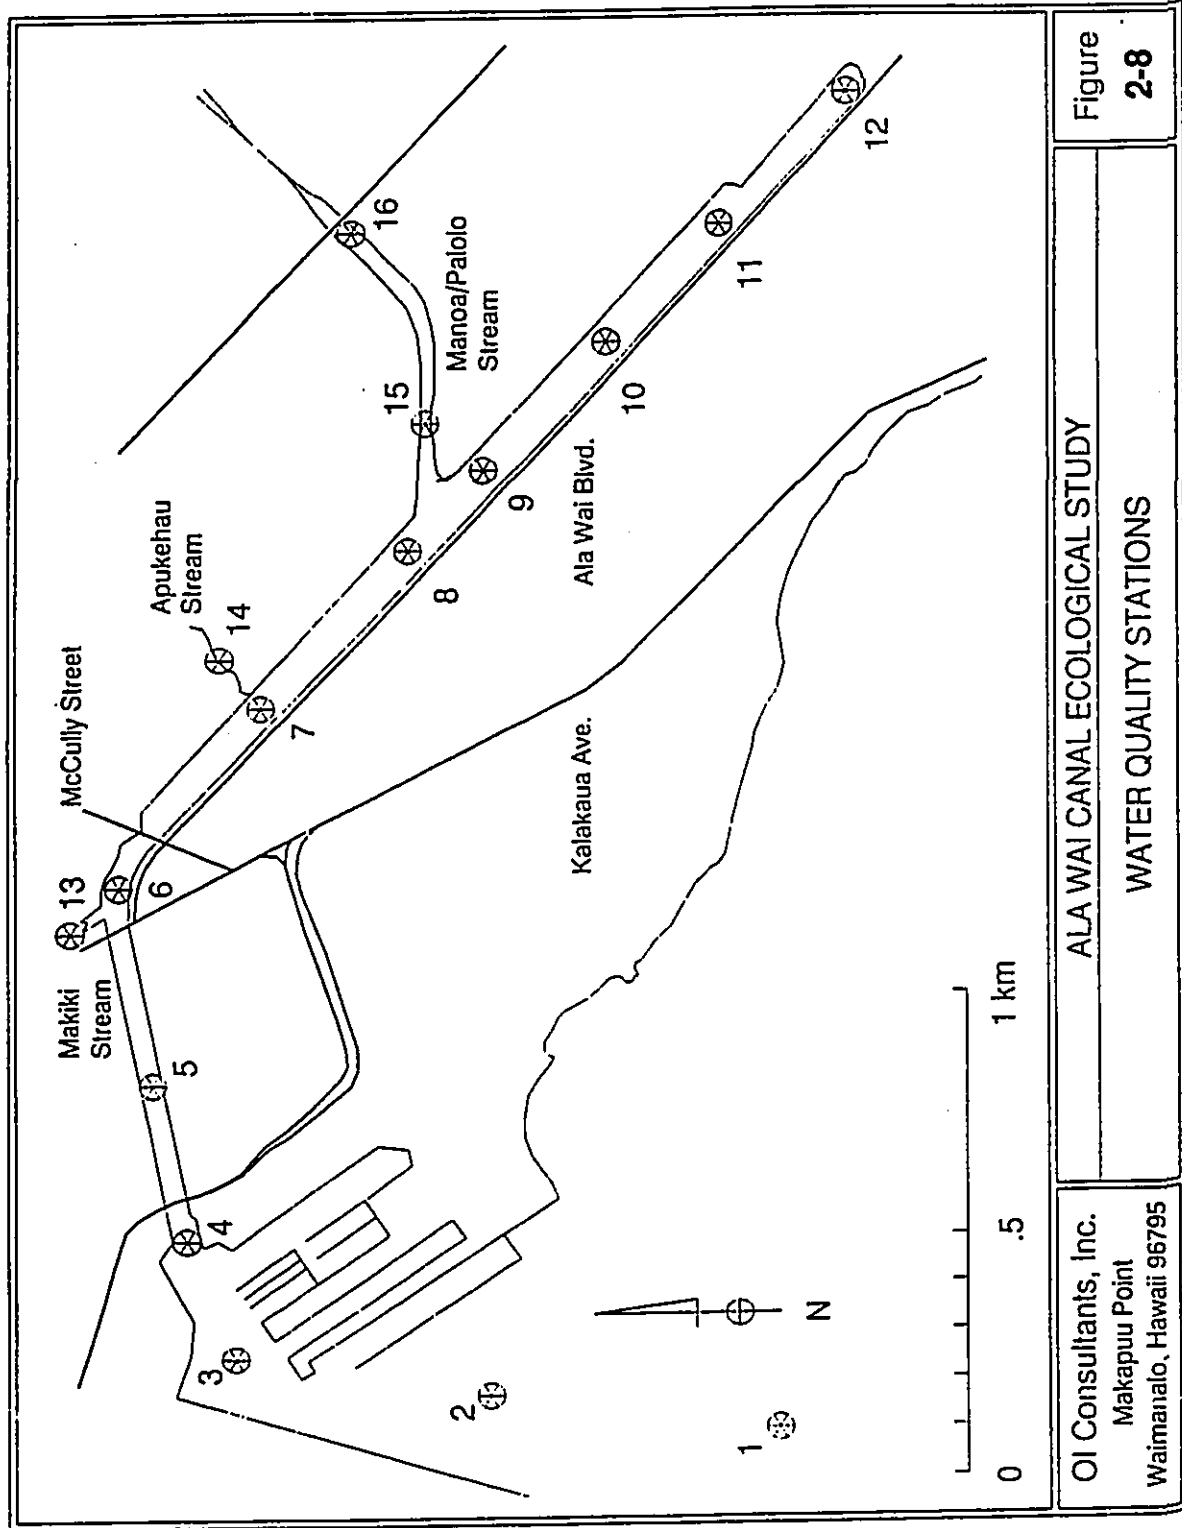 Makiki
Stream
McCully Street
Apukehau
Stream
Manoa/Palolo
Stream
Ala Wai Blvd.
Kalakaua Ave.
1
2
3
4
5
6
7
8
9
10
11
12
13
14
15
16
N
0
.5
1 km
OI Consultants, Inc.
Makapuu Point
Waimanalo, Hawaii 96795
ALA WAI CANAL ECOLOGICAL STUDY
WATER QUALITY STATIONS
Figure
2-8